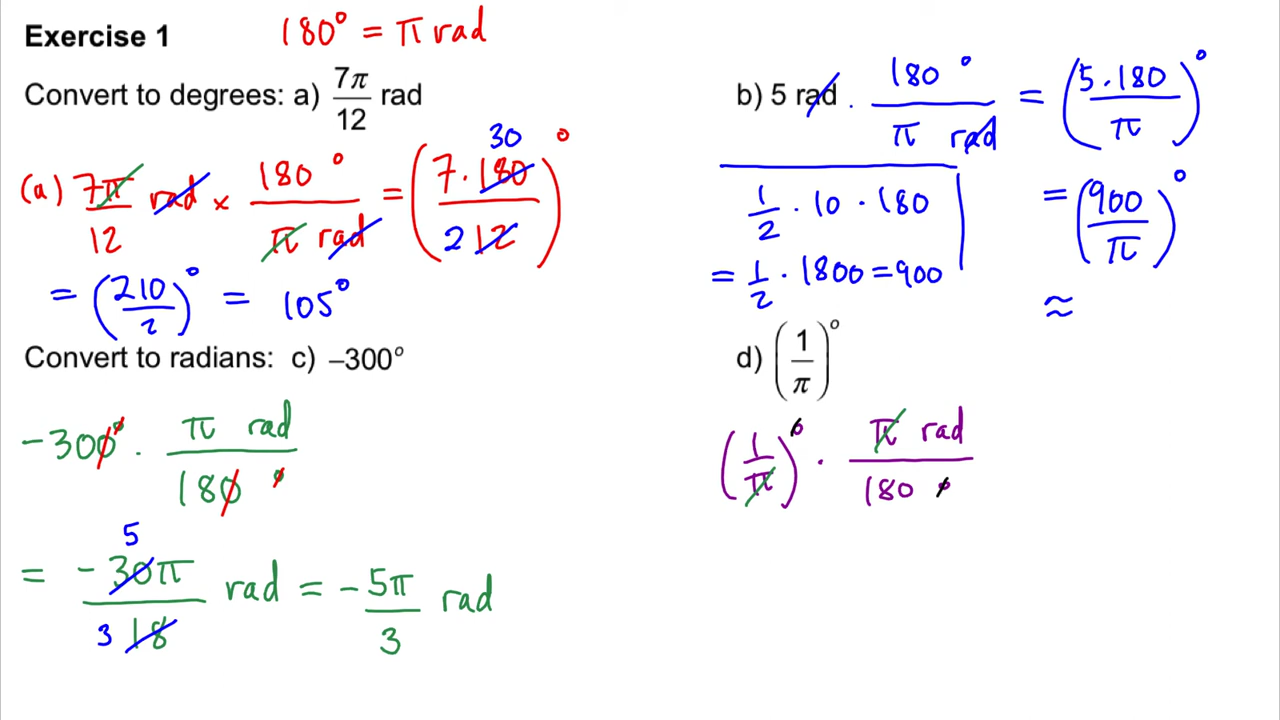 Exercise 1 180° = π rad
Convert to degrees: a) 7π/12 rad
(a) 7π/12 rad × 180°/π rad = (7·180/12)° 30 2
= (210/2)° = 105°
b) 5 rad · 180°/π rad = (5·180/π)°
1/2 · 10 · 180
= 1/2 · 1800 = 900
= (900/π)°
≈
Convert to radians: c) –300°
-300° · π rad/180°
= -30π/18 rad = -5π/3 rad 5 3
d) (1/π)°
(1/π)° · π rad/180°